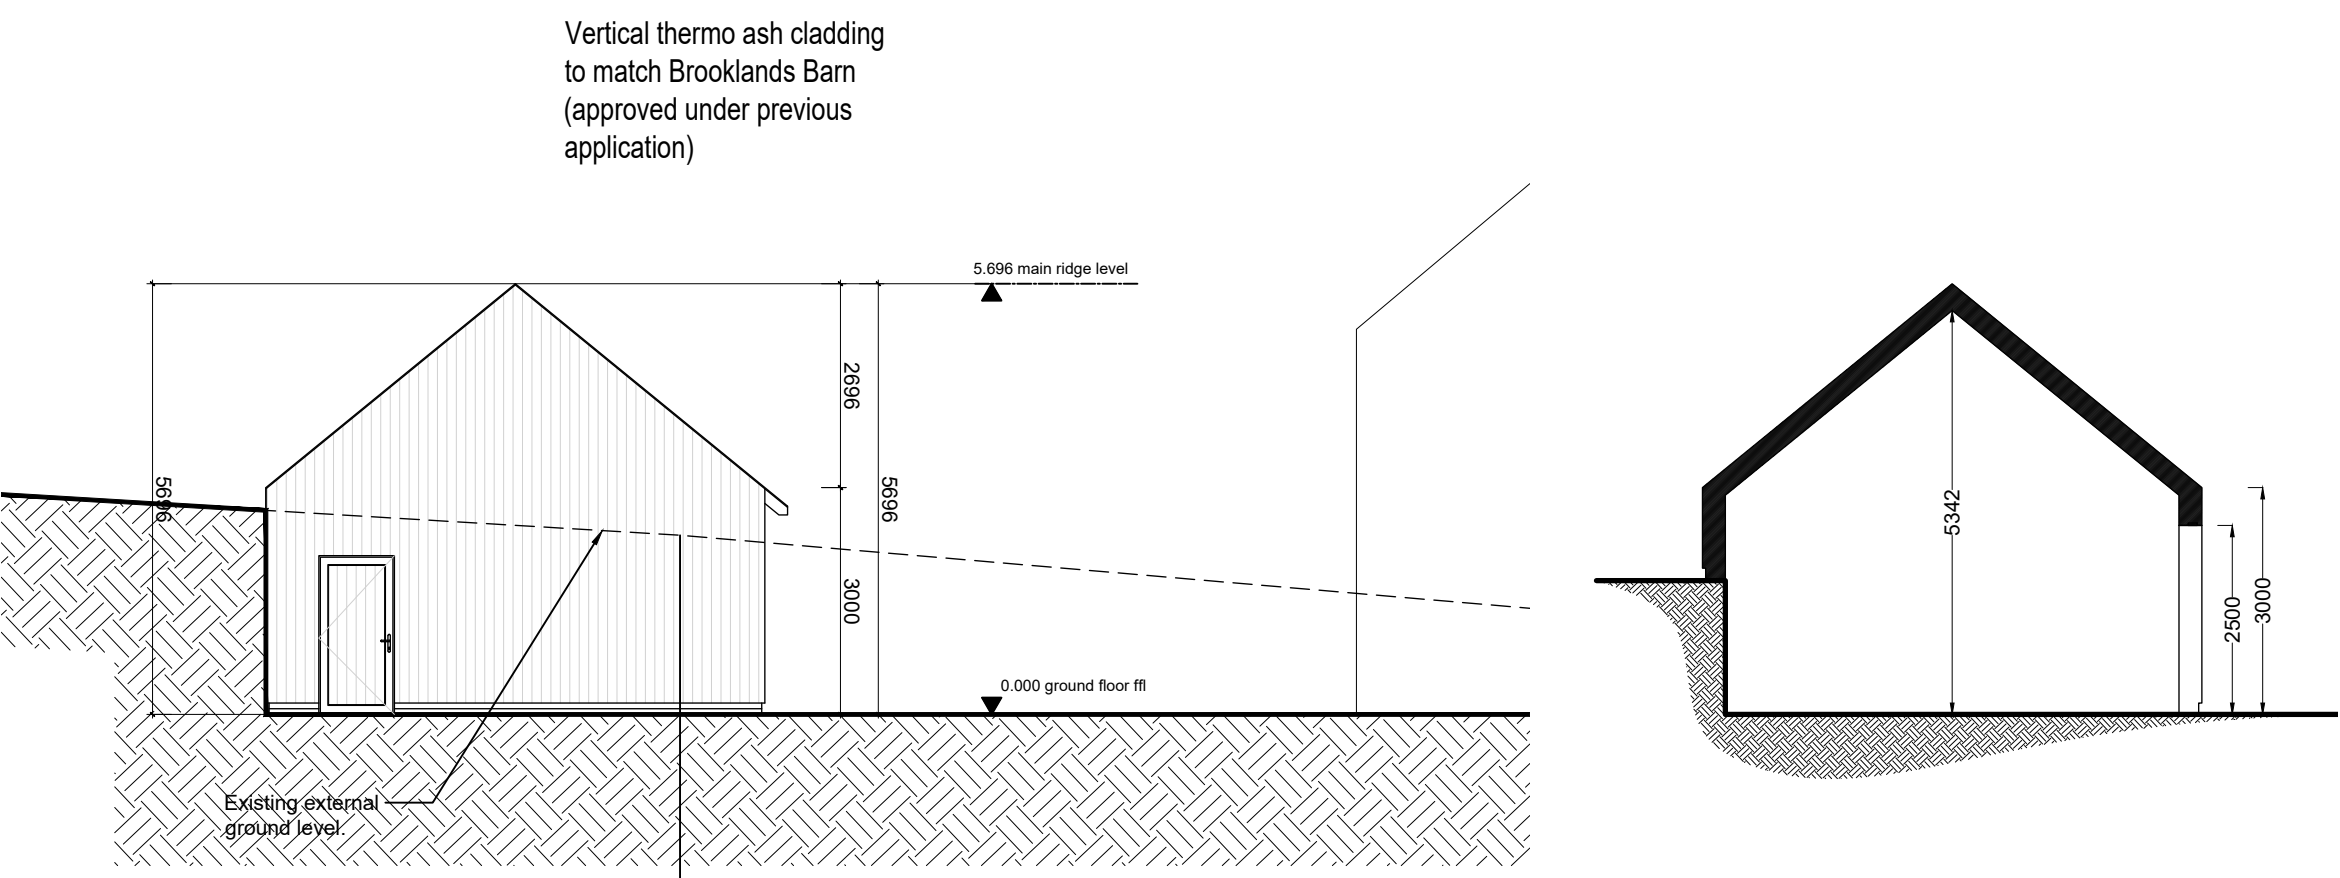 Vertical thermo ash cladding
to match Brooklands Barn
(approved under previous
application)
5.696 main ridge level
2696
5696
5696
5342
3000
3000
2500
0.000 ground floor ffl
Existing external
ground level.